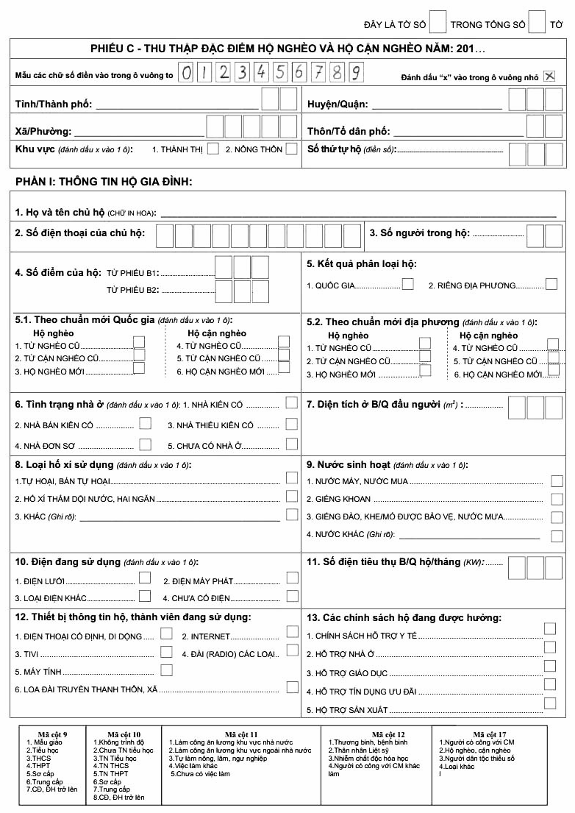 ĐÂY LÀ TỜ SỐ TRONG TỔNG SỐ TỜ
PHIẾU C - THU THẬP ĐẶC ĐIỂM HỘ NGHÈO VÀ HỘ CẬN NGHÈO NĂM: 201…
Mẫu các chữ số điền vào trong ô vuông to 0 1 2 3 4 5 6 7 8 9 Đánh dấu "x" vào trong ô vuông nhỏ x
Tỉnh/Thành phố: Huyện/Quận:
Xã/Phường: Thôn/Tổ dân phố:
Khu vực (đánh dấu x vào 1 ô): 1. THÀNH THỊ 2. NÔNG THÔN Số thứ tự hộ (điền số):
PHẦN I: THÔNG TIN HỘ GIA ĐÌNH:
1. Họ và tên chủ hộ (CHỮ IN HOA):
2. Số điện thoại của chủ hộ: 3. Số người trong hộ:
4. Số điểm của hộ: TỪ PHIẾU B1:
TỪ PHIẾU B2:
5. Kết quả phân loại hộ:
1. QUỐC GIA 2. RIÊNG ĐỊA PHƯƠNG
5.1. Theo chuẩn mới Quốc gia (đánh dấu x vào 1 ô):
Hộ nghèo Hộ cận nghèo
1. TỪ NGHÈO CŨ 4. TỪ NGHÈO CŨ
2. TỪ CẬN NGHÈO CŨ 5. TỪ CẬN NGHÈO CŨ
3. HỘ NGHÈO MỚI 6. HỘ CẬN NGHÈO MỚI
5.2. Theo chuẩn mới địa phương (đánh dấu x vào 1 ô):
Hộ nghèo Hộ cận nghèo
1. TỪ NGHÈO CŨ 4. TỪ NGHÈO CŨ
2. TỪ CẬN NGHÈO CŨ 5. TỪ CẬN NGHÈO CŨ
3. HỘ NGHÈO MỚI 6. HỘ CẬN NGHÈO MỚI
6. Tình trạng nhà ở (đánh dấu x vào 1 ô): 1. NHÀ KIÊN CỐ
2. NHÀ BÁN KIÊN CỐ 3. NHÀ THIẾU KIÊN CỐ
4. NHÀ ĐƠN SƠ 5. CHƯA CÓ NHÀ Ở
7. Diện tích ở B/Q đầu người (m²) :
8. Loại hố xí sử dụng (đánh dấu x vào 1 ô):
1.TỰ HOẠI, BÁN TỰ HOẠI
2. HỐ XÍ THẤM DỘI NƯỚC, HAI NGĂN
3. KHÁC (Ghi rõ):
9. Nước sinh hoạt (đánh dấu x vào 1 ô):
1. NƯỚC MÁY, NƯỚC MUA
2. GIẾNG KHOAN
3. GIẾNG ĐÀO, KHE/MÓ ĐƯỢC BẢO VỆ, NƯỚC MƯA
4. NƯỚC KHÁC (Ghi rõ):
10. Điện đang sử dụng (đánh dấu x vào 1 ô):
1. ĐIỆN LƯỚI 2. ĐIỆN MÁY PHÁT
3. LOẠI ĐIỆN KHÁC 4. CHƯA CÓ ĐIỆN
11. Số điện tiêu thụ B/Q hộ/tháng (KW):
12. Thiết bị thông tin hộ, thành viên đang sử dụng:
1. ĐIỆN THOẠI CỐ ĐỊNH, DI DỘNG 2. INTERNET
3. TIVI 4. ĐÀI (RADIO) CÁC LOẠI
5. MÁY TÍNH
6. LOA ĐÀI TRUYỀN THANH THÔN, XÃ
13. Các chính sách hộ đang được hưởng:
1. CHÍNH SÁCH HỖ TRỢ Y TẾ
2. HỖ TRỢ NHÀ Ở
3. HỖ TRỢ GIÁO DỤC
4. HỖ TRỢ TÍN DỤNG ƯU ĐÃI
5. HỖ TRỢ SẢN XUẤT
Mã cột 9
1. Mẫu giáo
2.Tiểu học
3.THCS
4.THPT
5.Sơ cấp
6.Trung cấp
7.CĐ, ĐH trở lên
Mã cột 10
1.Không trình độ
2.Chưa TN tiểu học
3.TN Tiểu học
4.TN THCS
5.TN THPT
6.Sơ cấp
7.Trung cấp
8.CĐ, ĐH trở lên
Mã cột 11
1.Làm công ăn lương khu vực nhà nước
2.Làm công ăn lương khu vực ngoài nhà nước
3.Tự làm nông, lâm, ngư nghiệp
4.Việc làm khác
5.Chưa có việc làm
Mã cột 12
1.Thương binh, bệnh binh
2.Thân nhân Liệt sỹ
3.Nhiễm chất độc hóa học
4.Người có công với CM khác
làm
Mã cột 17
1.Người có công với CM
2.Hộ nghèo, cận nghèo
3.Người dân tộc thiểu số
4.Loại khác
l